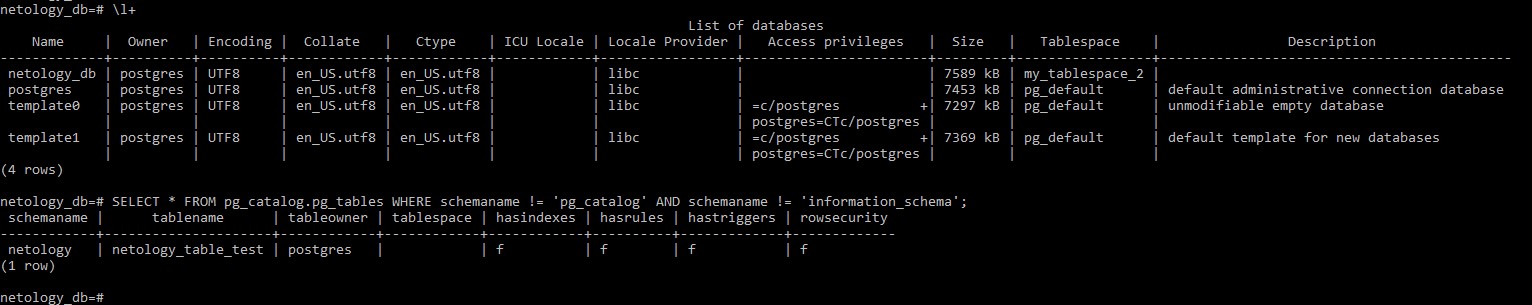 netology_db=# \l+
                                                                                      List of databases
    Name     |  Owner   | Encoding |  Collate   |   Ctype    | ICU Locale | Locale Provider |   Access privileges   |  Size   |   Tablespace    |                Description
-------------+----------+----------+------------+------------+------------+-----------------+-----------------------+---------+-----------------+--------------------------------------------
 netology_db | postgres | UTF8     | en_US.utf8 | en_US.utf8 |            | libc            |                       | 7589 kB | my_tablespace_2 |
 postgres    | postgres | UTF8     | en_US.utf8 | en_US.utf8 |            | libc            |                       | 7453 kB | pg_default      | default administrative connection database
 template0   | postgres | UTF8     | en_US.utf8 | en_US.utf8 |            | libc            | =c/postgres          +| 7297 kB | pg_default      | unmodifiable empty database
             |          |          |            |            |            |                 | postgres=CTc/postgres |         |                 |
 template1   | postgres | UTF8     | en_US.utf8 | en_US.utf8 |            | libc            | =c/postgres          +| 7369 kB | pg_default      | default template for new databases
             |          |          |            |            |            |                 | postgres=CTc/postgres |         |                 |
(4 rows)
netology_db=# SELECT * FROM pg_catalog.pg_tables WHERE schemaname != 'pg_catalog' AND schemaname != 'information_schema';
 schemaname |      tablename      | tableowner | tablespace | hasindexes | hasrules | hastriggers | rowsecurity
------------+---------------------+------------+------------+------------+----------+-------------+-------------
 netology   | netology_table_test | postgres   |            | f          | f        | f           | f
(1 row)
netology_db=#